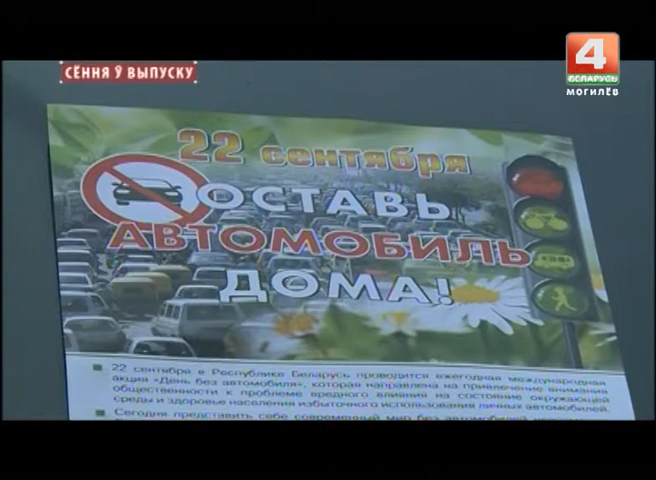 СЁННЯ Ў ВЫПУСКУ
4
БЕЛАРУСЬ
МОГИЛЁВ
22 сентября
ОСТАВЬ
АВТОМОБИЛЬ
ДОМА!
22 сентября в Республике Беларусь проводится ежегодная международная
акция «День без автомобиля», которая направлена на привлечение внимания
общественности к проблеме вредного влияния на состояние окружающей
среды и здоровье населения избыточного использования личных автомобилей.
Сегодня представить себе современный мир без автомобилей